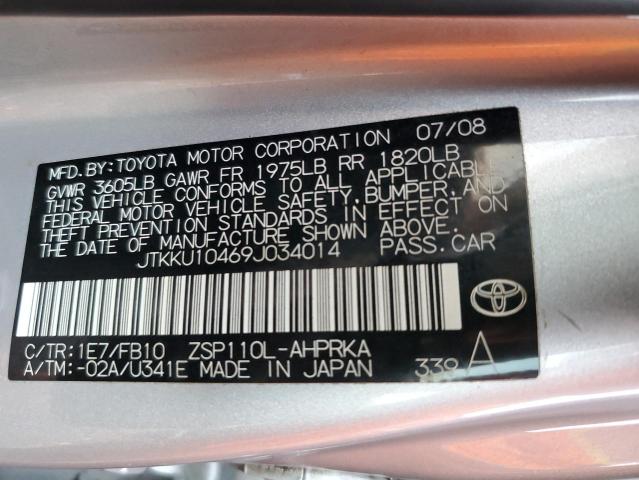 MFD.BY:TOYOTA MOTOR CORPORATION 07/08
GVWR 3605LB GAWR FR 1975LB RR 1820LB
THIS VEHICLE CONFORMS TO ALL APPLICABLE
FEDERAL MOTOR VEHICLE SAFETY,BUMPER,AND
THEFT PREVENTION STANDARDS IN EFFECT ON
THE DATE OF MANUFACTURE SHOWN ABOVE.
JTKKU10469J034014 PASS.CAR
C/TR:1E7/FB10 ZSP110L-AHPRKA
A/TM:-02A/U341E MADE IN JAPAN 339 A